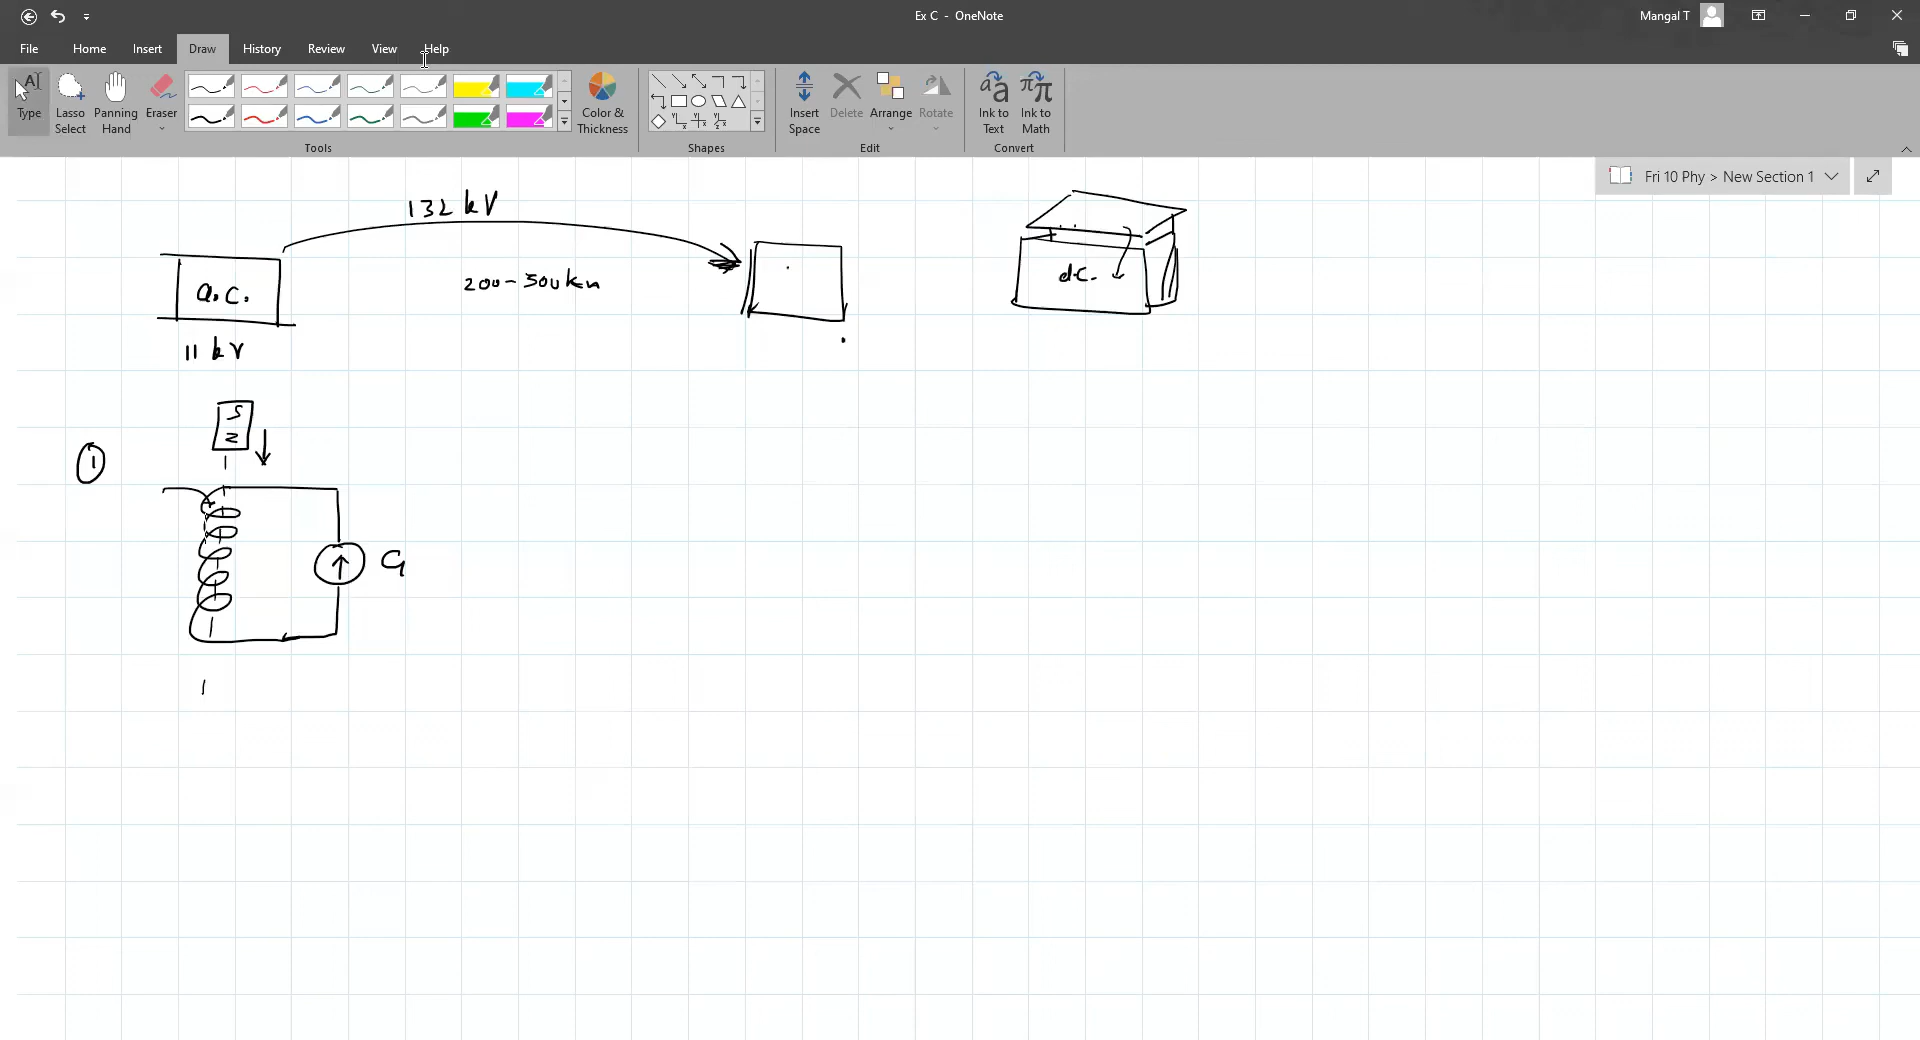 Ex C - OneNote
Mangal T
File Home Insert Draw History Review View Help
Type
Lasso Select
Panning Hand
Eraser
Color & Thickness
Insert Space
Delete
Arrange
Rotate
Ink to Text
Ink to Math
Tools
Shapes
Edit
Convert
Fri 10 Phy > New Section 1
132 kV
a.c.
200-500km
d.c.
11 kV
S
N
1
G